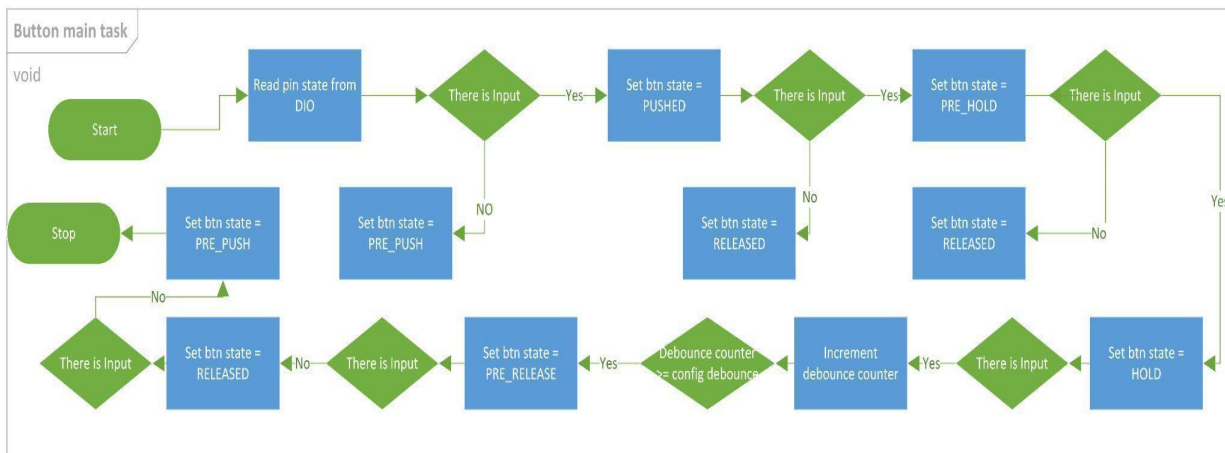 Button main task
void
Start
Read pin state from
DIO
There is Input
Yes
Set btn state =
PUSHED
There is Input
Yes
Set btn state =
PRE_HOLD
There is Input
Yes
Stop
Set btn state =
PRE_PUSH
Set btn state =
PRE_PUSH
NO
Set btn state =
RELEASED
No
Set btn state =
RELEASED
No
No
There is Input
Set btn state =
RELEASED
No
There is Input
Set btn state =
PRE_RELEASE
Yes
Debounce counter
>= config debounce
Increment
debounce counter
Yes
There is Input
Set btn state =
HOLD